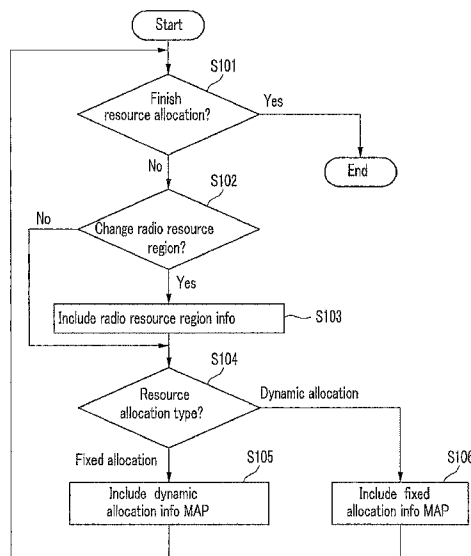 Start
S101
Finish
resource allocation?
Yes
End
No
S102
No
Change radio resource
region?
Yes
Include radio resource region info
S103
S104
Resource
allocation type?
Dynamic allocation
Fixed allocation
S105
S106
Include dynamic
allocation info MAP
Include fixed
allocation info MAP